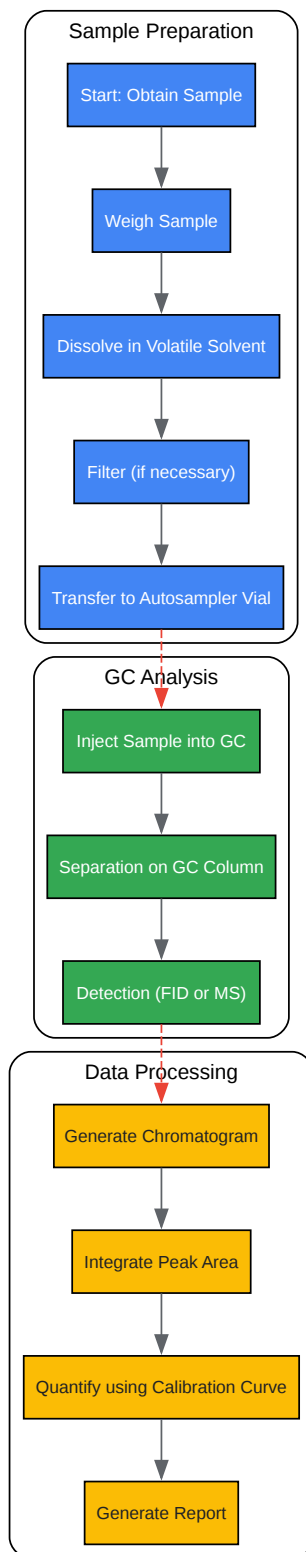 Sample Preparation
Start: Obtain Sample
Weigh Sample
Dissolve in Volatile Solvent
Filter (if necessary)
Transfer to Autosampler Vial
GC Analysis
Inject Sample into GC
Separation on GC Column
Detection (FID or MS)
Data Processing
Generate Chromatogram
Integrate Peak Area
Quantify using Calibration Curve
Generate Report